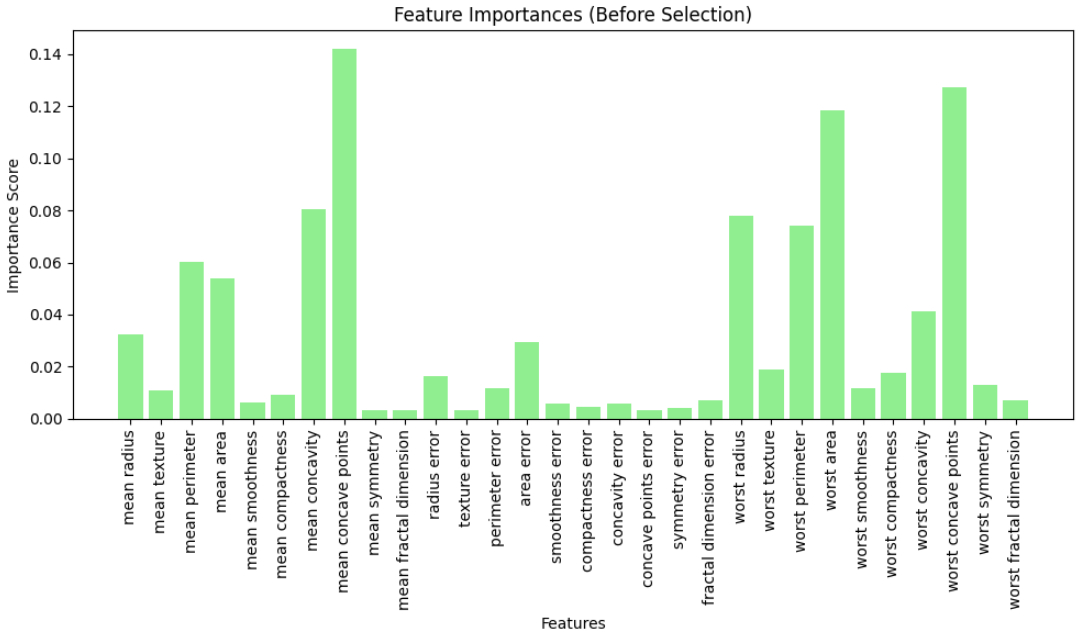 Feature Importances (Before Selection)
0.14
0.12
0.10
0.08
0.06
0.04
0.02
0.00
Importance Score
mean radius
mean texture
mean perimeter
mean area
mean smoothness
mean compactness
mean concavity
mean concave points
mean symmetry
mean fractal dimension
radius error
texture error
perimeter error
area error
smoothness error
compactness error
concavity error
concave points error
symmetry error
fractal dimension error
worst radius
worst texture
worst perimeter
worst area
worst smoothness
worst compactness
worst concavity
worst concave points
worst symmetry
worst fractal dimension
Features